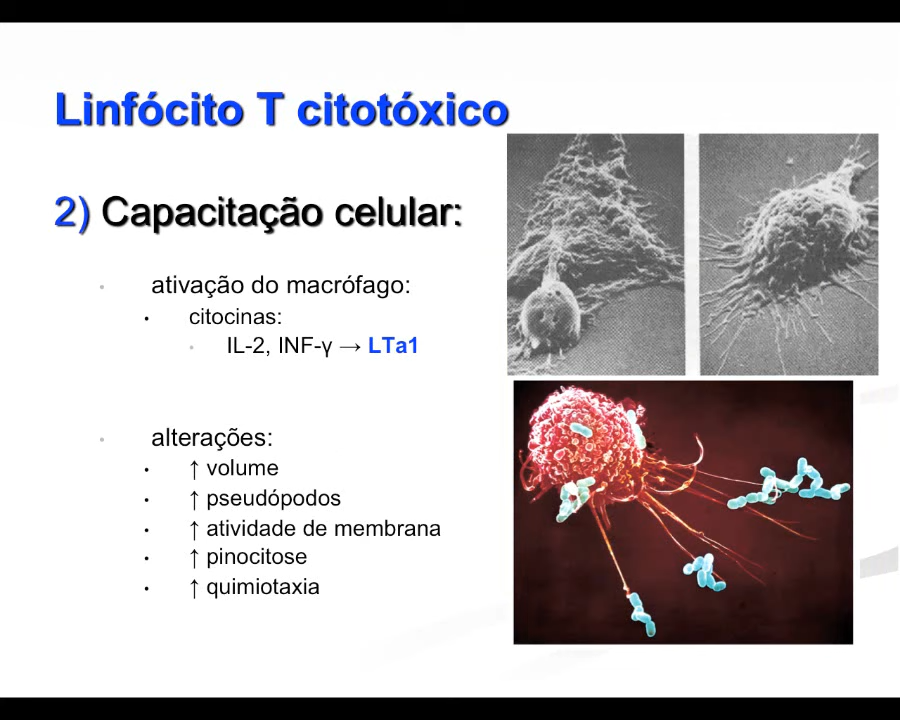 Linfócito T citotóxico
2) Capacitação celular:
• ativação do macrófago:
• citocinas:
• IL-2, INF-γ → LTa1
• alterações:
• ↑ volume
• ↑ pseudópodos
• ↑ atividade de membrana
• ↑ pinocitose
• ↑ quimiotaxia